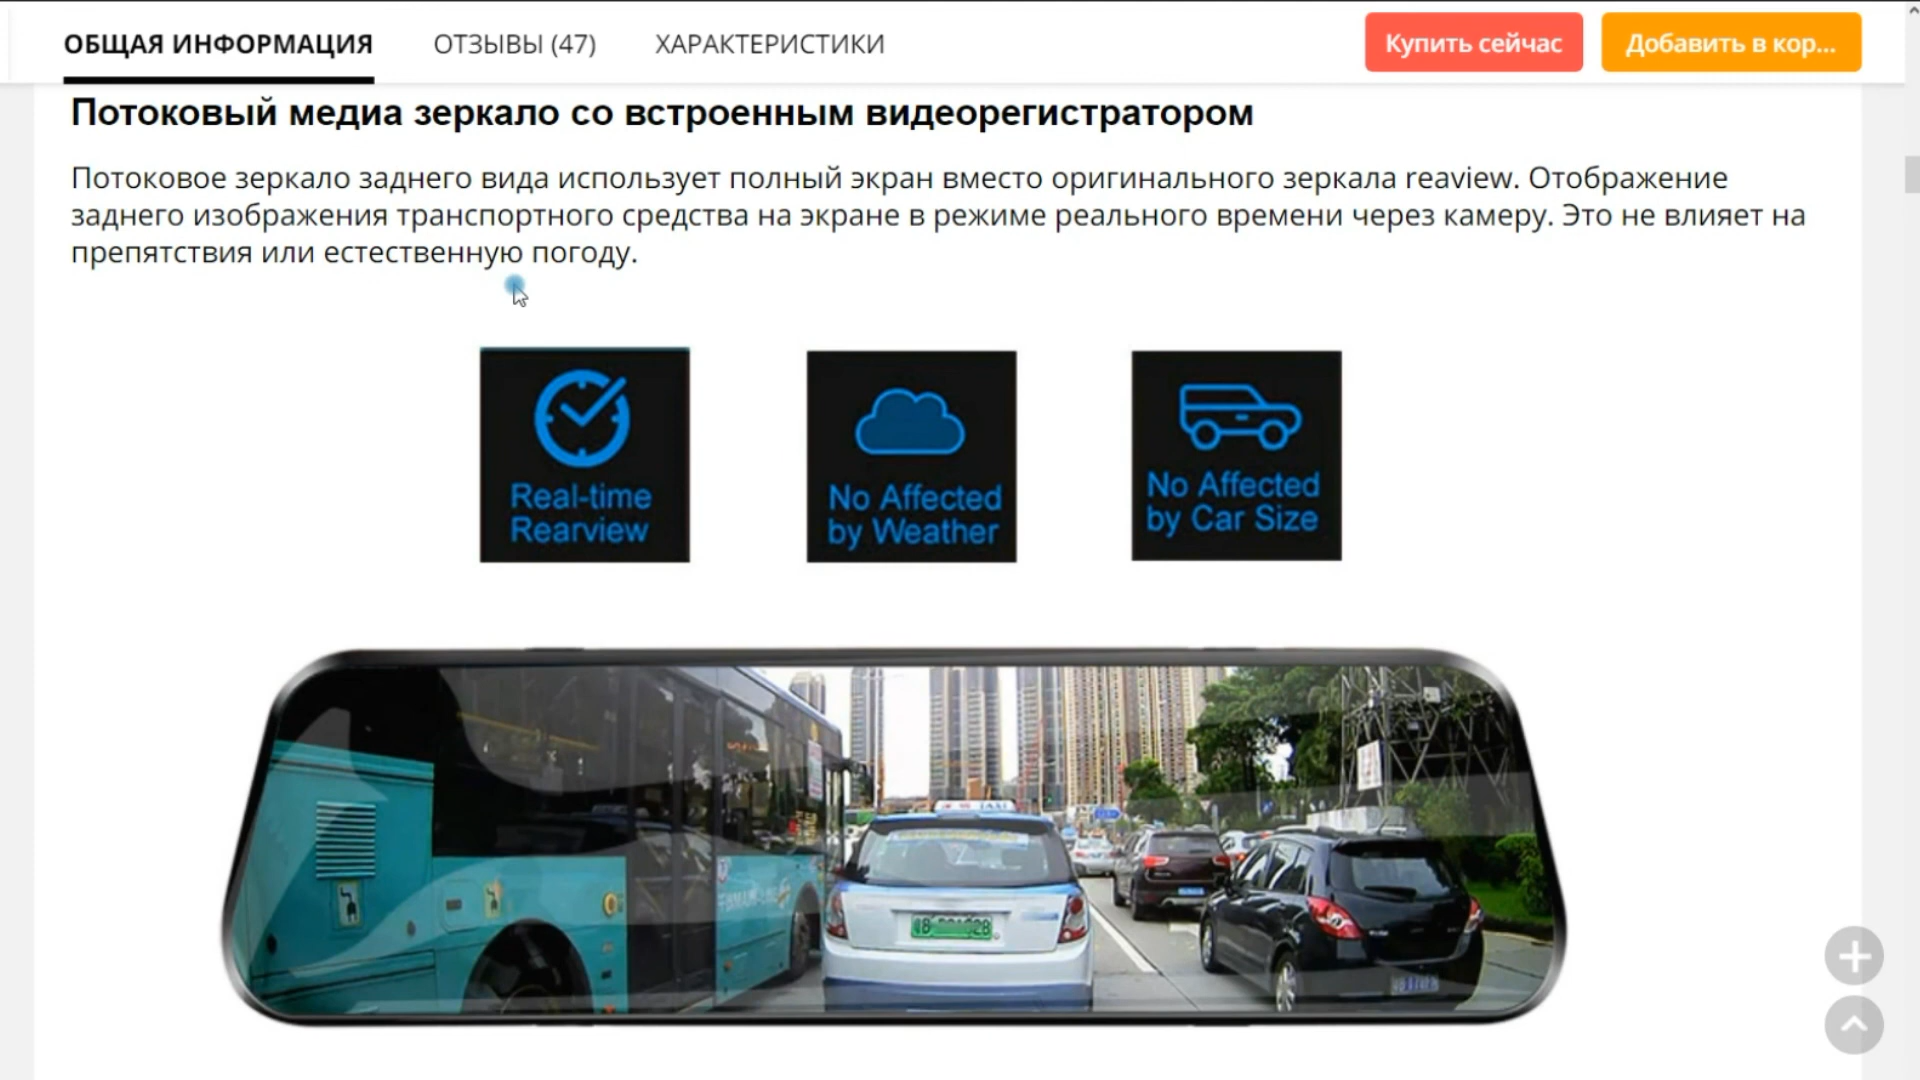 ОБЩАЯ ИНФОРМАЦИЯ
ОТЗЫВЫ (47)
ХАРАКТЕРИСТИКИ
Купить сейчас
Добавить в кор...
Потоковый медиа зеркало со встроенным видеорегистратором
Потоковое зеркало заднего вида использует полный экран вместо оригинального зеркала reaview. Отображение
заднего изображения транспортного средства на экране в режиме реального времени через камеру. Это не влияет на
препятствия или естественную погоду.
Real-time
Rearview
No Affected
by Weather
No Affected
by Car Size
TAXI